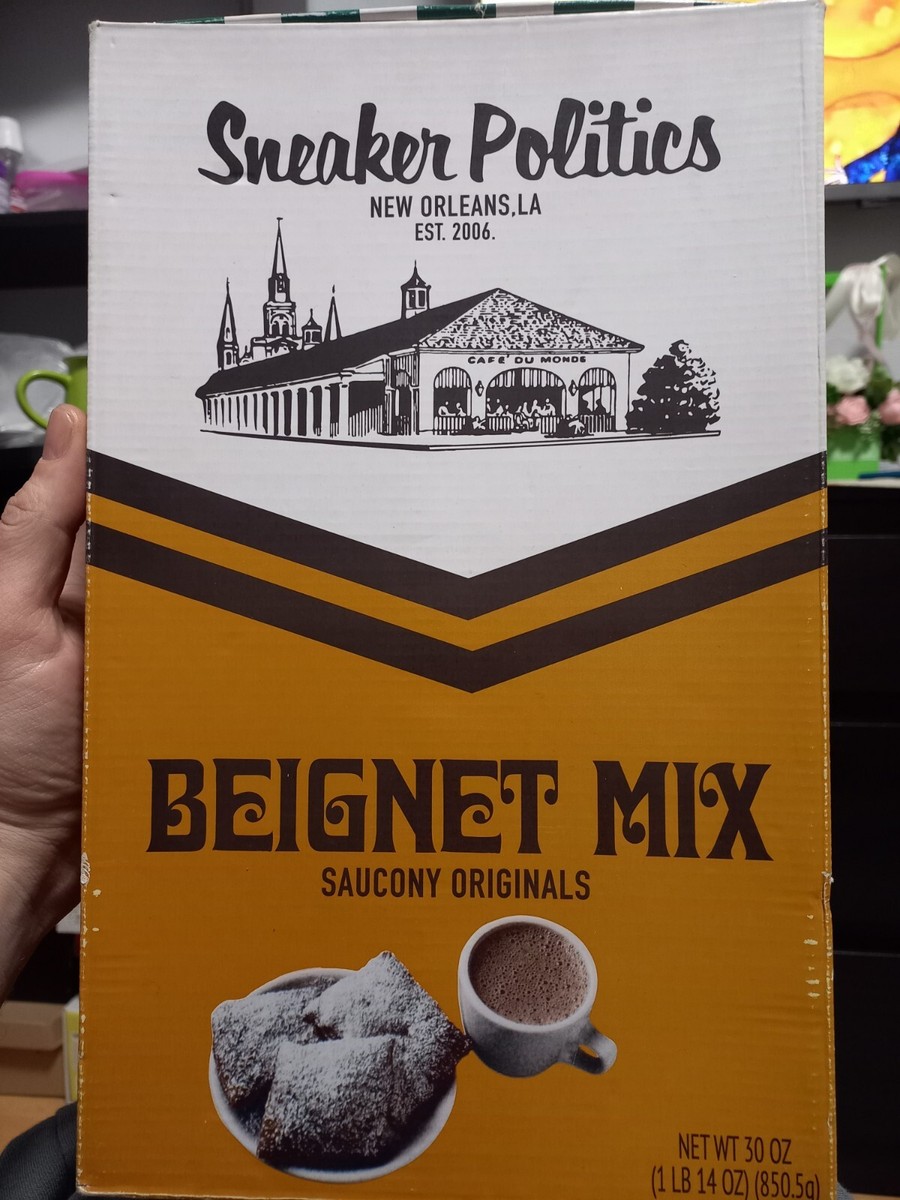 Sneaker Politics
NEW ORLEANS,LA
EST. 2006.
CAFE' DU MONDE
BEIGNET MIX
SAUCONY ORIGINALS
NET WT 30 OZ
(1 LB 14 OZ) (850.5g)